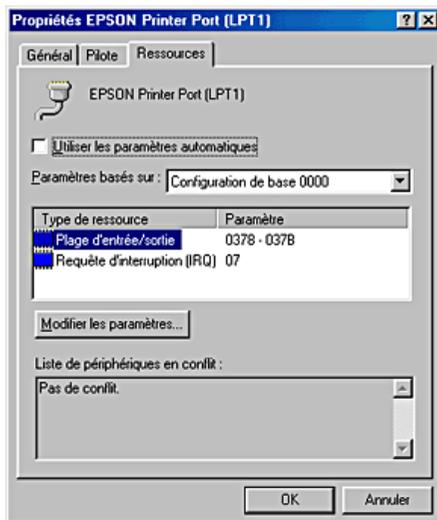 Propriétés EPSON Printer Port (LPT1)
Général Pilote Ressources
EPSON Printer Port (LPT1)
Utiliser les paramètres automatiques
Paramètres basés sur : Configuration de base 0000
Type de ressource Paramètre
Plage d'entrée/sortie 0378 - 037B
Requête d'interruption (IRQ) 07
Modifier les paramètres...
Liste de périphériques en conflit :
Pas de conflit.
OK Annuler